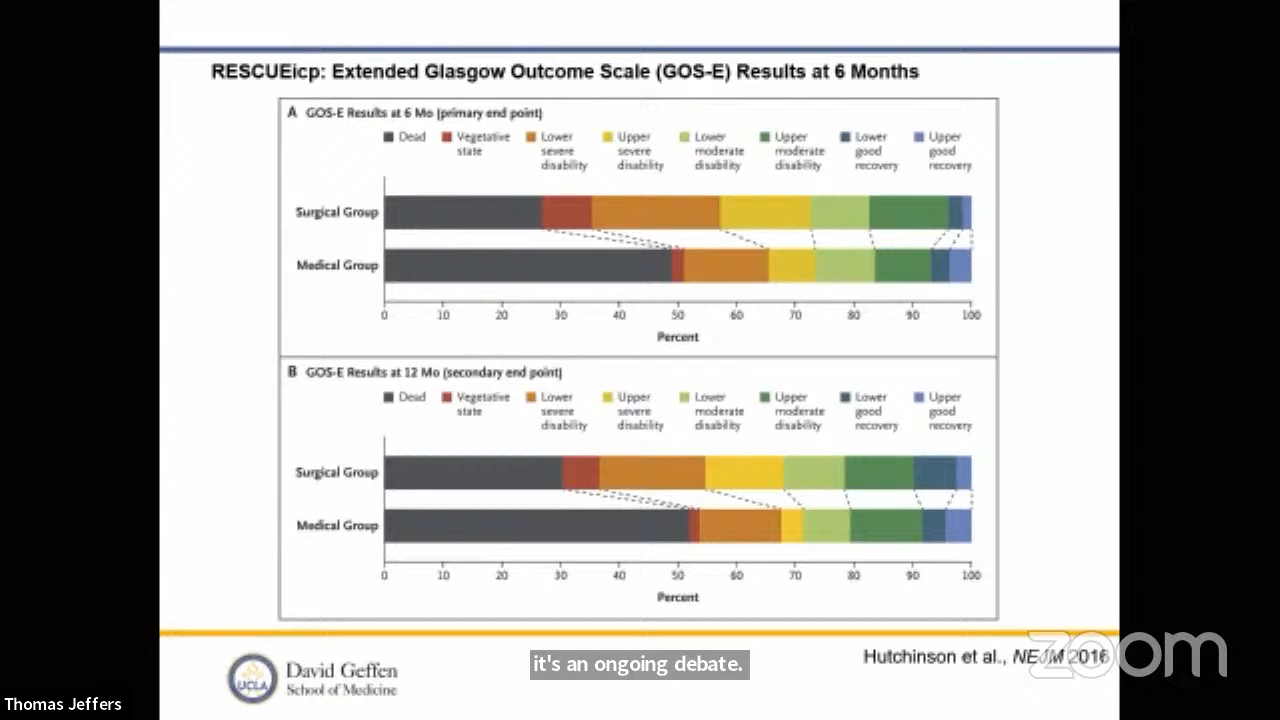 RESCUEicp: Extended Glasgow Outcome Scale (GOS-E) Results at 6 Months
A GOS-E Results at 6 Mo (primary end point)
Dead
Vegetative
state
Lower
severe
disability
Upper
severe
disability
Lower
moderate
disability
Upper
moderate
disability
Lower
good
recovery
Upper
good
recovery
Surgical Group
Medical Group
0 10 20 30 40 50 60 70 80 90 100
Percent
B GOS-E Results at 12 Mo (secondary end point)
Dead
Vegetative
state
Lower
severe
disability
Upper
severe
disability
Lower
moderate
disability
Upper
moderate
disability
Lower
good
recovery
Upper
good
recovery
Surgical Group
Medical Group
0 10 20 30 40 50 60 70 80 90 100
Percent
UCLA
David Geffen
School of Medicine
it's an ongoing debate.
Hutchinson et al., NEJM 2016
zoom
Thomas Jeffers